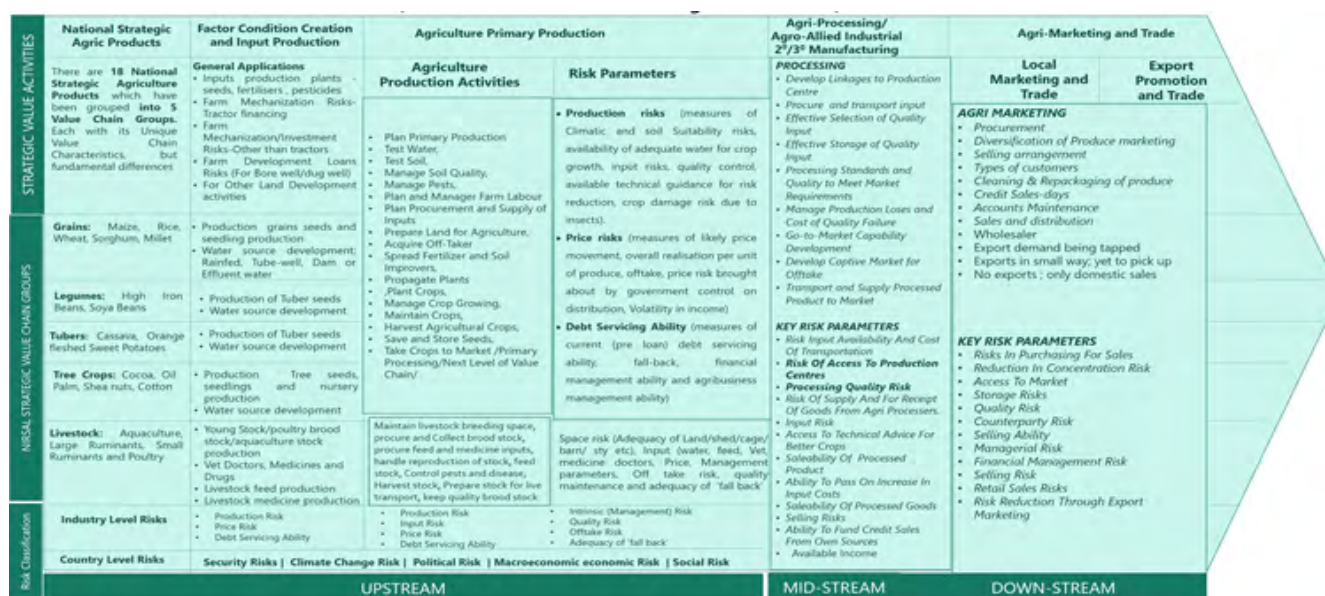 National Strategic
Agric Products
Factor Condition Creation
and Input Production
Agriculture Primary Production
Agri-Processing/
Agro-Allied Industrial
2⁰/3⁰ Manufacturing
Agri-Marketing and Trade
STRATEGIC VALUE ACTIVITIES
There are 18 National
Strategic Agriculture
Products which have
been grouped into 5
Value Chain Groups.
Each with its Unique
Value Chain
Characteristics, but
fundamental differences
General Applications
• Inputs production plants -
seeds, fertilisers , pesticides
• Farm Mechanization Risks-
Tractor financing
• Farm
Mechanization/Investment
Risks-Other than tractors
• Farm Development Loans
Risks (For Bore well/dug well)
• For Other Land Development
activities
Agriculture
Production Activities
• Plan Primary Production
• Test Water,
• Test Soil,
• Manage Soil Quality,
• Manage Pests,
• Plan and Manager Farm Labour
• Plan Procurement and Supply of
Inputs
• Prepare Land for Agriculture,
• Acquire Off-Taker
• Spread Fertilizer and Soil
Improvers,
• Propagate Plants
• ,Plant Crops,
• Manage Crop Growing,
• Maintain Crops,
• Harvest Agricultural Crops,
• Save and Store Seeds,
• Take Crops to Market /Primary
Processing/Next Level of Value
Chain/
Risk Parameters
• Production risks (measures of
Climatic and soil Suitability risks,
availability of adequate water for crop
growth, input risks, quality control,
available technical guidance for risk
reduction, crop damage risk due to
insects).
• Price risks (measures of likely price
movement, overall realisation per unit
of produce, offtake, price risk brought
about by government control on
distribution, Volatility in income)
• Debt Servicing Ability (measures of
current (pre loan) debt servicing
ability, fall-back, financial
management ability and agribusiness
management ability)
PROCESSING
• Develop Linkages to Production
Centre
• Procure and transport input
• Effective Selection of Quality
Input
• Effective Storage of Quality
Input
• Processing Standards and
Quality to Meet Market
Requirements
• Manage Production Loses and
Cost of Quality Failure
• Go-to-Market Capability
Development
• Develop Captive Market for
Offtake
• Transport and Supply Processed
Product to Market
KEY RISK PARAMETERS
• Risk Input Availability And Cost
Of Transportation
• Risk Of Access To Production
Centres
• Processing Quality Risk
• Risk Of Supply And For Receipt
Of Goods From Agri Processers.
• Input Risk
• Access To Technical Advice For
Better Crops
• Saleability Of Processed
Product
• Ability To Pass On Increase In
Input Costs
• Saleability Of Processed Goods
• Selling Risks
• Ability To Fund Credit Sales
From Own Sources
• Available Income
Local
Marketing and
Trade
Export
Promotion
and Trade
AGRI MARKETING
• Procurement
• Diversification of Produce marketing
• Selling arrangement
• Types of customers
• Cleaning & Repackaging of produce
• Credit Sales-days
• Accounts Maintenance
• Sales and distribution
• Wholesaler
• Export demand being tapped
• Exports in small way; yet to pick up
• No exports ; only domestic sales
KEY RISK PARAMETERS
• Risks In Purchasing For Sales
• Reduction In Concentration Risk
• Access To Market
• Storage Risks
• Quality Risk
• Counterparty Risk
• Selling Ability
• Managerial Risk
• Financial Management Risk
• Selling Risk
• Retail Sales Risks
• Risk Reduction Through Export
Marketing
NIRSAL STRATEGIC VALUE CHAIN GROUPS
Grains: Maize, Rice,
Wheat, Sorghum, Millet
• Production grains seeds and
seedling production
• Water source development:
Rainfed, Tube-well, Dam or
Effluent water
Legumes: High Iron
Beans, Soya Beans
• Production of Tuber seeds
• Water source development
Tubers: Cassava, Orange
fleshed Sweet Potatoes
• Production of Tuber seeds
• Water source development
Tree Crops: Cocoa, Oil
Palm, Shea nuts, Cotton
• Production Tree seeds,
seedlings and nursery
production
• Water source development
Livestock: Aquaculture,
Large Ruminants, Small
Ruminants and Poultry
• Young Stock/poultry brood
stock/aquaculture stock
production
• Vet Doctors, Medicines and
Drugs
• Livestock feed production
• Livestock medicine production
Maintain livestock breeding space,
procure and Collect brood stock,
procure feed and medicine inputs,
handle reproduction of stock, feed
stock, Control pests and disease,
Harvest stock, Prepare stock for live
transport, keep quality brood stock
Space risk (Adequacy of Land/shed/cage/
barn/ sty etc), Input (water, feed, Vet,
medicine doctors, Price, Management
parameters, Off take risk, quality
maintenance and adequacy of 'fall back'
Risk Classification
Industry Level Risks
• Production Risk
• Price Risk
• Debt Servicing Ability
• Production Risk
• Input Risk
• Price Risk
• Debt Servicing Ability
• Intrinsic (Management) Risk
• Quality Risk
• Offtake Risk
• Adequacy of 'fall back'
Country Level Risks
Security Risks | Climate Change Risk | Political Risk | Macroeconomic economic Risk | Social Risk
UPSTREAM
MID-STREAM
DOWN-STREAM